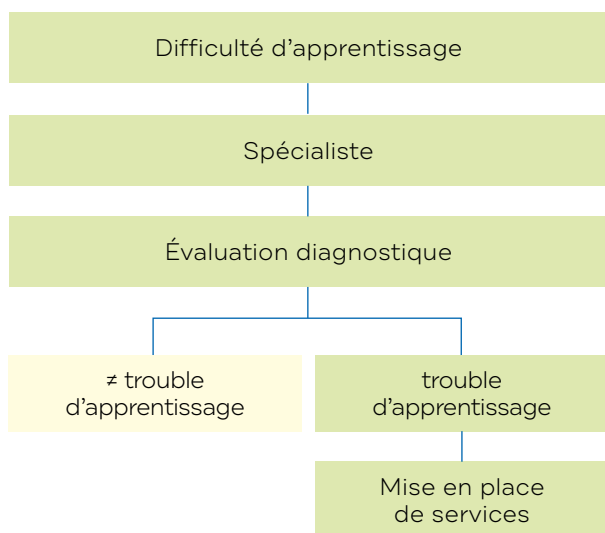 Difficulté d'apprentissage
Spécialiste
Évaluation diagnostique
≠ trouble
d'apprentissage
trouble
d'apprentissage
Mise en place
de services